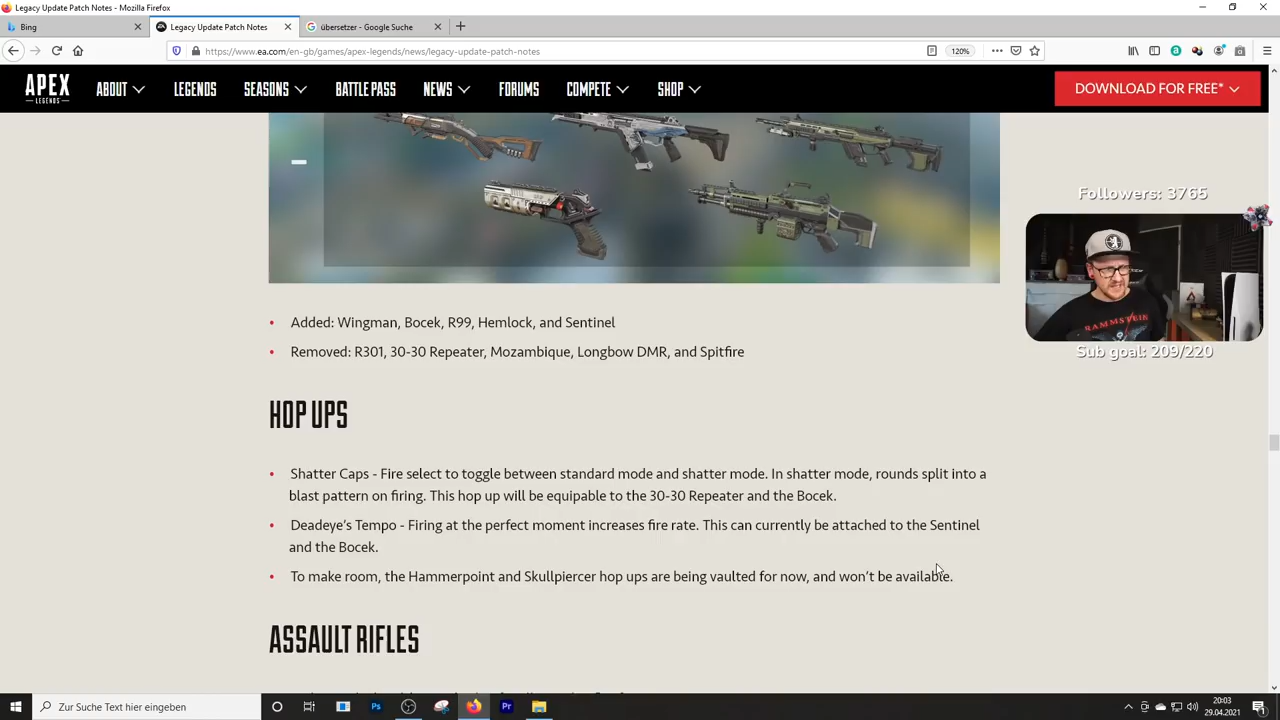 Legacy Update Patch Notes - Mozilla Firefox
Bing
Legacy Update Patch Notes
übersetzer - Google Suche
https://www.ea.com/en-gb/games/apex-legends/news/legacy-update-patch-notes
120%
APEX
LEGENDS
ABOUT
LEGENDS
SEASONS
BATTLE PASS
NEWS
FORUMS
COMPETE
SHOP
DOWNLOAD FOR FREE*
Followers: 3765
RAMMSTEIN
Sub goal: 209/220
• Added: Wingman, Bocek, R99, Hemlock, and Sentinel
• Removed: R301, 30-30 Repeater, Mozambique, Longbow DMR, and Spitfire
HOP UPS
• Shatter Caps - Fire select to toggle between standard mode and shatter mode. In shatter mode, rounds split into a
blast pattern on firing. This hop up will be equipable to the 30-30 Repeater and the Bocek.
• Deadeye's Tempo - Firing at the perfect moment increases fire rate. This can currently be attached to the Sentinel
and the Bocek.
• To make room, the Hammerpoint and Skullpiercer hop ups are being vaulted for now, and won't be available.
ASSAULT RIFLES
Zur Suche Text hier eingeben
Ps
Pr
20:03
29.04.2021